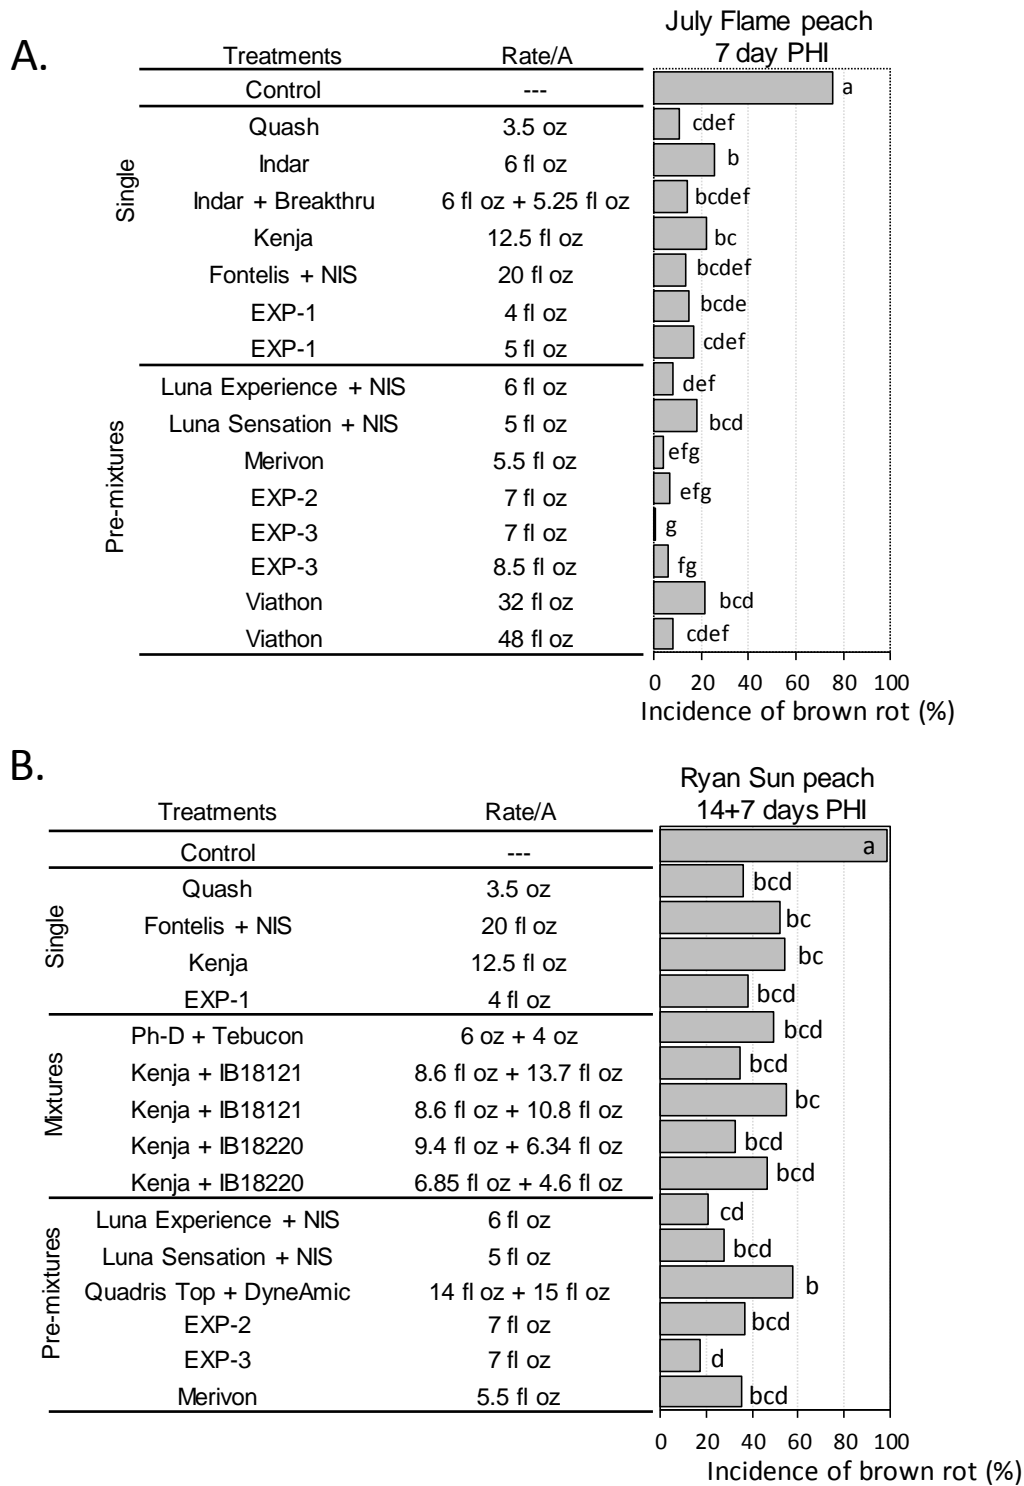 A.
July Flame peach
7 day PHI
Treatments Rate/A
Control --- a
Single
Quash 3.5 oz cdef
Indar 6 fl oz b
Indar + Breakthru 6 fl oz + 5.25 fl oz bcdef
Kenja 12.5 fl oz bc
Fontelis + NIS 20 fl oz bcdef
EXP-1 4 fl oz bcde
EXP-1 5 fl oz cdef
Pre-mixtures
Luna Experience + NIS 6 fl oz def
Luna Sensation + NIS 5 fl oz bcd
Merivon 5.5 fl oz efg
EXP-2 7 fl oz efg
EXP-3 7 fl oz g
EXP-3 8.5 fl oz fg
Viathon 32 fl oz bcd
Viathon 48 fl oz cdef
0 20 40 60 80 100
Incidence of brown rot (%)
B.
Ryan Sun peach
14+7 days PHI
Treatments Rate/A
Control --- a
Single
Quash 3.5 oz bcd
Fontelis + NIS 20 fl oz bc
Kenja 12.5 fl oz bc
EXP-1 4 fl oz bcd
Mixtures
Ph-D + Tebucon 6 oz + 4 oz bcd
Kenja + IB18121 8.6 fl oz + 13.7 fl oz bcd
Kenja + IB18121 8.6 fl oz + 10.8 fl oz bc
Kenja + IB18220 9.4 fl oz + 6.34 fl oz bcd
Kenja + IB18220 6.85 fl oz + 4.6 fl oz bcd
Pre-mixtures
Luna Experience + NIS 6 fl oz cd
Luna Sensation + NIS 5 fl oz bcd
Quadris Top + DyneAmic 14 fl oz + 15 fl oz b
EXP-2 7 fl oz bcd
EXP-3 7 fl oz d
Merivon 5.5 fl oz bcd
0 20 40 60 80 100
Incidence of brown rot (%)